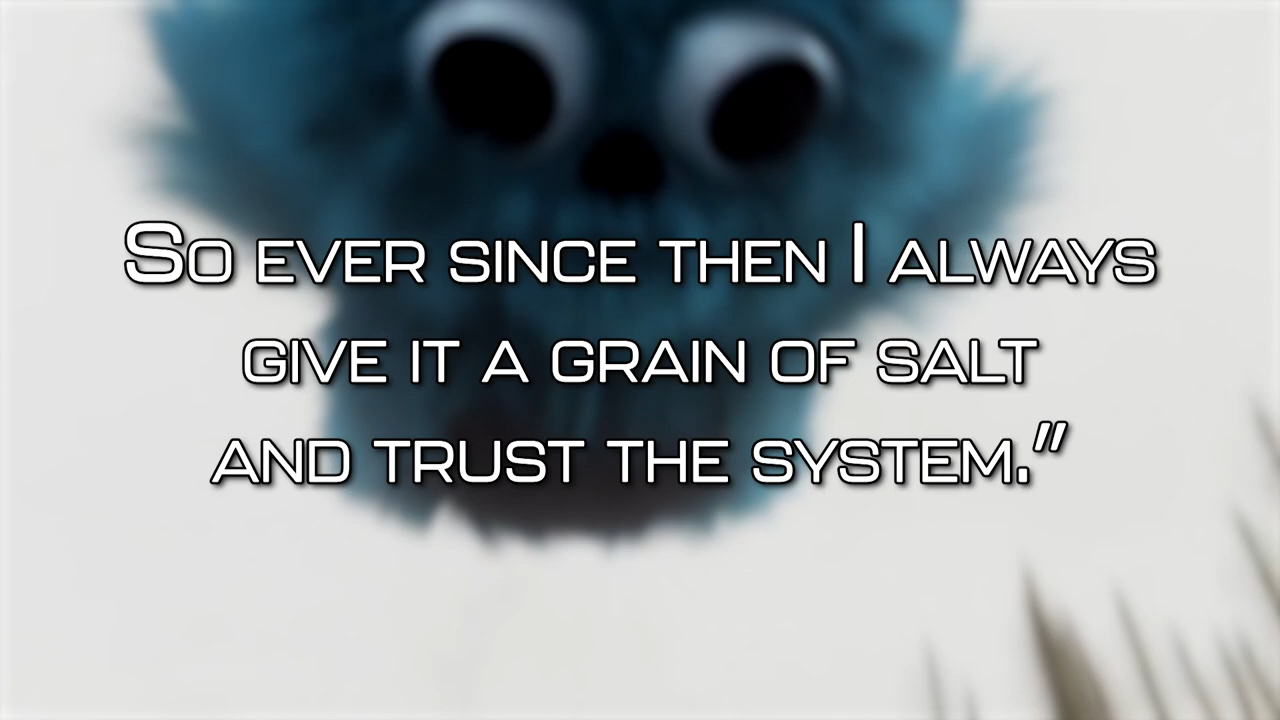 So ever since then I always
give it a grain of salt
and trust the system.”